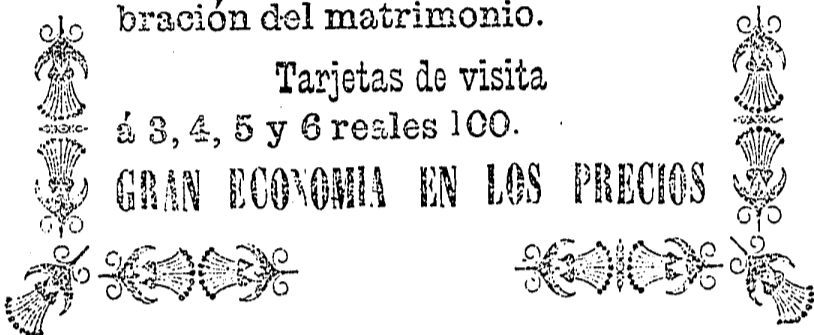 bración del matrimonio.
Tarjetas de visita
á 3, 4, 5 y 6 reales 100.
GRAN ECONOMIA EN LOS PRECIOS